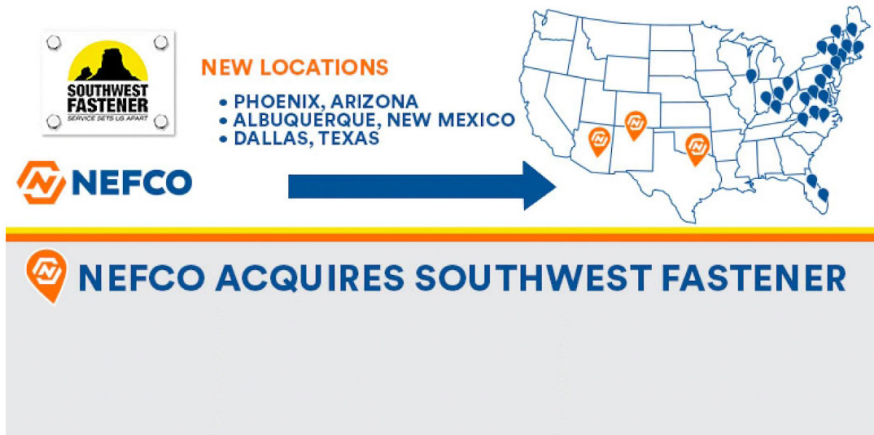 SOUTHWEST
FASTENER
SERVICE SETS US APART
NEW LOCATIONS
• PHOENIX, ARIZONA
• ALBUQUERQUE, NEW MEXICO
• DALLAS, TEXAS
NEFCO
NEFCO ACQUIRES SOUTHWEST FASTENER